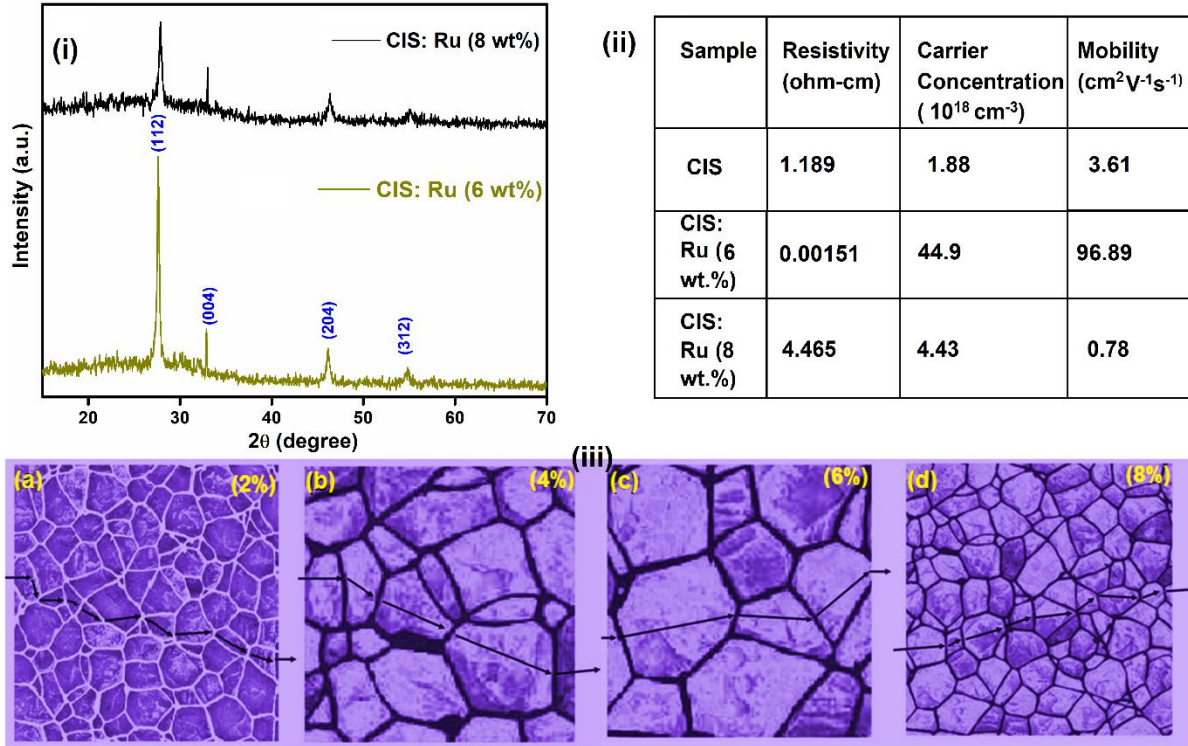 (i)
CIS: Ru (8 wt%)
(112)
CIS: Ru (6 wt%)
(004)
(204)
(312)
Intensity (a.u.)
20 30 40 50 60 70
2θ (degree)
(ii)
Sample
Resistivity
(ohm-cm)
Carrier
Concentration
( 10¹⁸ cm⁻³)
Mobility
(cm²V⁻¹s⁻¹)
CIS
1.189
1.88
3.61
CIS:
Ru (6
wt.%)
0.00151
44.9
96.89
CIS:
Ru (8
wt.%)
4.465
4.43
0.78
(iii)
(a)
(2%)
(b)
(4%)
(c)
(6%)
(d)
(8%)